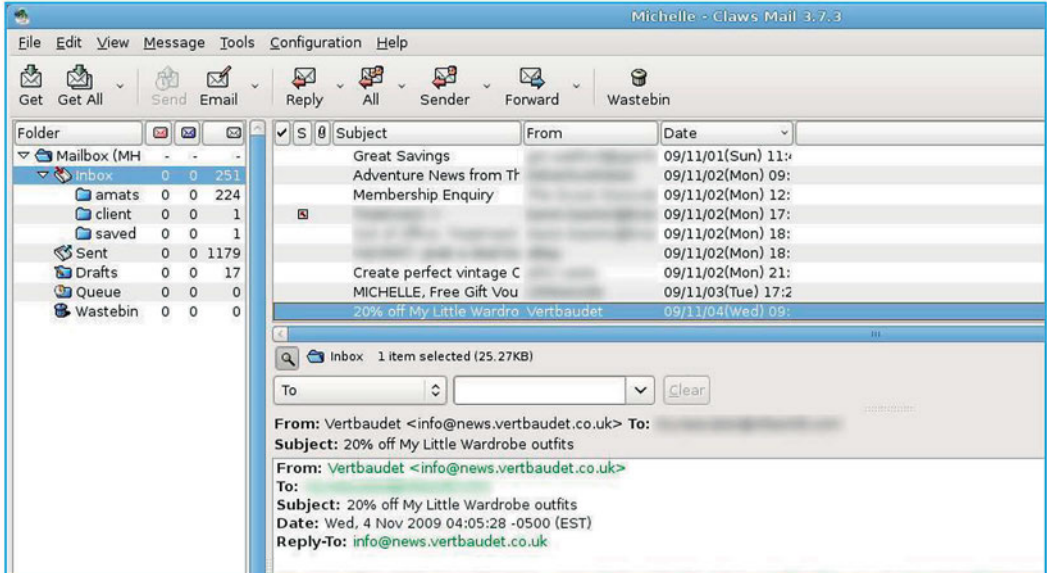 Michelle - Claws Mail 3.7.3
File Edit View Message Tools Configuration Help
Get Get All Send Email Reply All Sender Forward Wastebin
Folder
Mailbox (MH - - -
Inbox 0 0 251
amats 0 0 224
client 0 0 1
saved 0 0 1
Sent 0 0 1179
Drafts 0 0 17
Queue 0 0 0
Wastebin 0 0 0
S Subject From Date
Great Savings 09/11/01(Sun) 11:4
Adventure News from Th 09/11/02(Mon) 09:
Membership Enquiry 09/11/02(Mon) 12:
09/11/02(Mon) 17:
09/11/02(Mon) 18:
09/11/02(Mon) 18:
Create perfect vintage C 09/11/02(Mon) 21:
MICHELLE, Free Gift Vou 09/11/03(Tue) 17:2
20% off My Little Wardro Vertbaudet 09/11/04(Wed) 09:
Inbox 1 item selected (25.27KB)
To Clear
From: Vertbaudet <info@news.vertbaudet.co.uk> To:
Subject: 20% off My Little Wardrobe outfits
From: Vertbaudet <info@news.vertbaudet.co.uk>
To:
Subject: 20% off My Little Wardrobe outfits
Date: Wed, 4 Nov 2009 04:05:28 -0500 (EST)
Reply-To: info@news.vertbaudet.co.uk